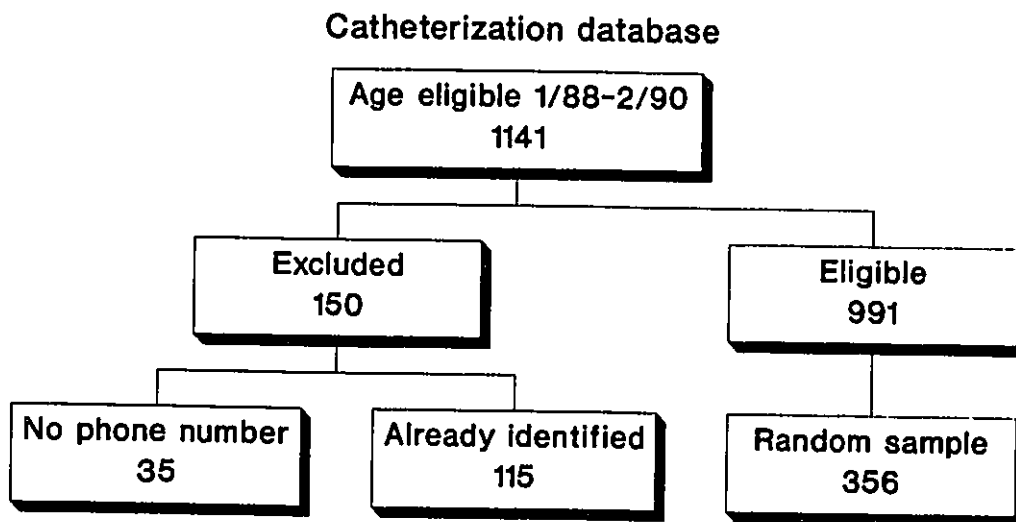 Catheterization database
Age eligible 1/88-2/90
1141
Excluded
150
Eligible
991
No phone number
35
Already identified
115
Random sample
356